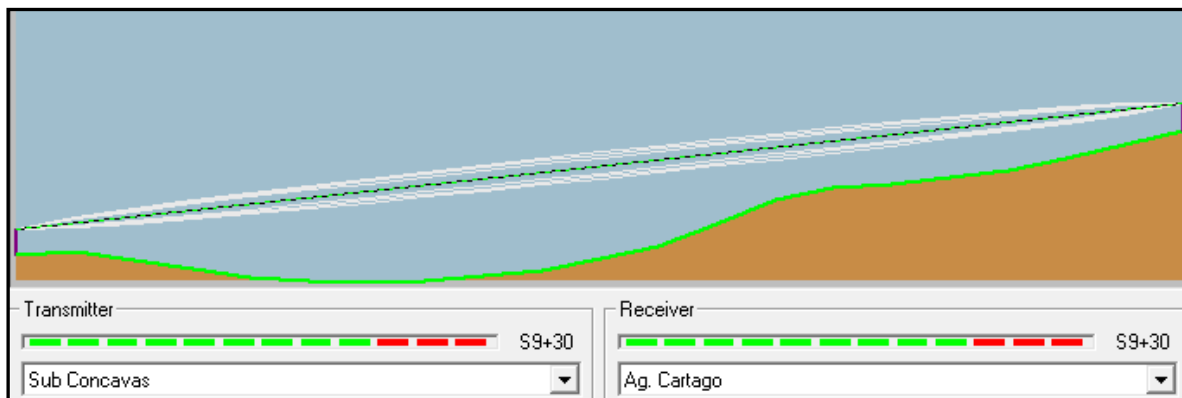 Transmitter
S9+30
Sub Concavas
Receiver
S9+30
Ag. Cartago